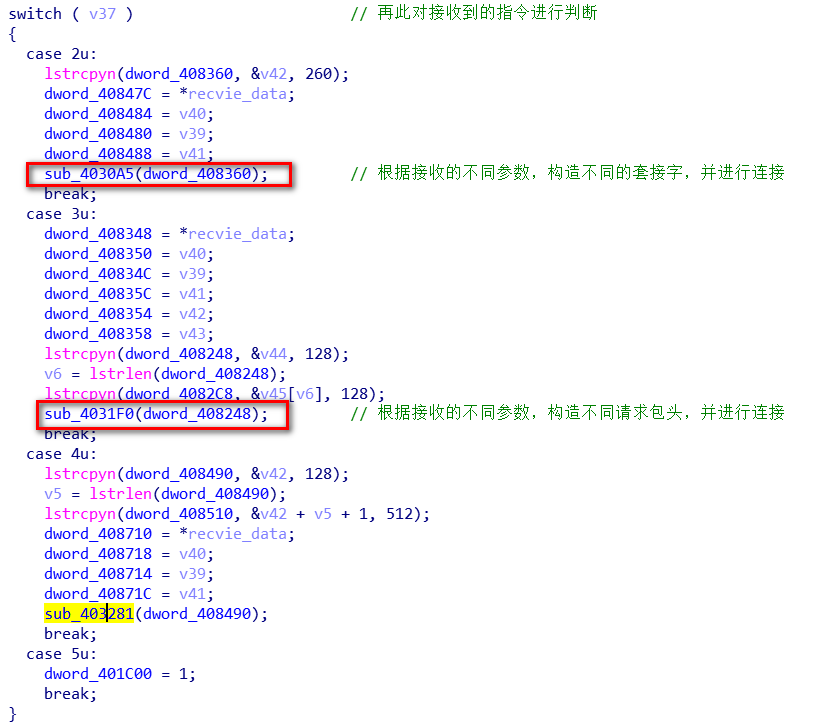 switch ( v37 ) // 再此对接收到的指令进行判断
{
case 2u:
lstrcpyn(dword_408360, &v42, 260);
dword_40847C = *recvie_data;
dword_408484 = v40;
dword_408480 = v39;
dword_408488 = v41;
sub_4030A5(dword_408360); // 根据接收的不同参数，构造不同的套接字，并进行连接
break;
case 3u:
dword_408348 = *recvie_data;
dword_408350 = v40;
dword_40834C = v39;
dword_40835C = v41;
dword_408354 = v42;
dword_408358 = v43;
lstrcpyn(dword_408248, &v44, 128);
v6 = lstrlen(dword_408248);
lstrcpyn(dword_4082C8, &v45[v6], 128);
sub_4031F0(dword_408248); // 根据接收的不同参数，构造不同请求包头，并进行连接
break;
case 4u:
lstrcpyn(dword_408490, &v42, 128);
v5 = lstrlen(dword_408490);
lstrcpyn(dword_408510, &v42 + v5 + 1, 512);
dword_408710 = *recvie_data;
dword_408718 = v40;
dword_408714 = v39;
dword_40871C = v41;
sub_403281(dword_408490);
break;
case 5u:
dword_401C00 = 1;
break;
}